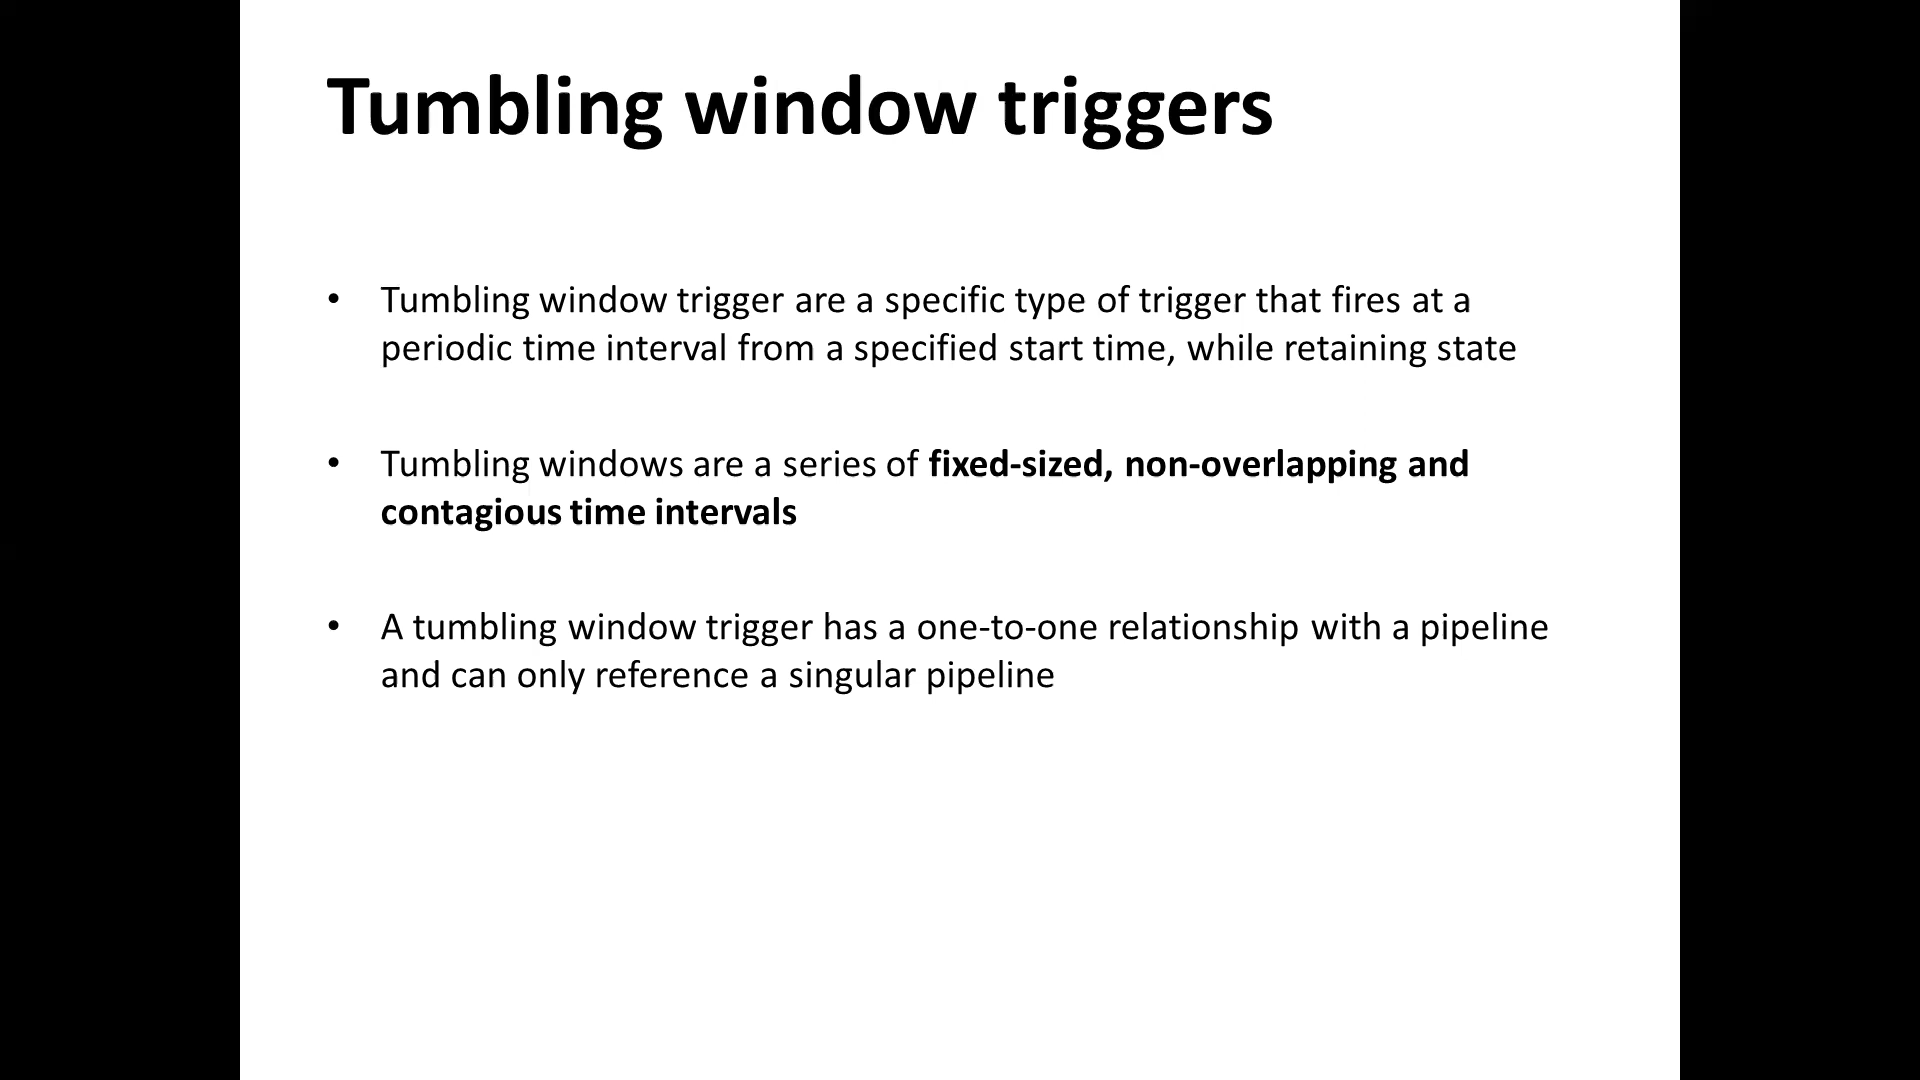 Tumbling window triggers
• Tumbling window trigger are a specific type of trigger that fires at a
periodic time interval from a specified start time, while retaining state
• Tumbling windows are a series of fixed-sized, non-overlapping and
contagious time intervals
• A tumbling window trigger has a one-to-one relationship with a pipeline
and can only reference a singular pipeline